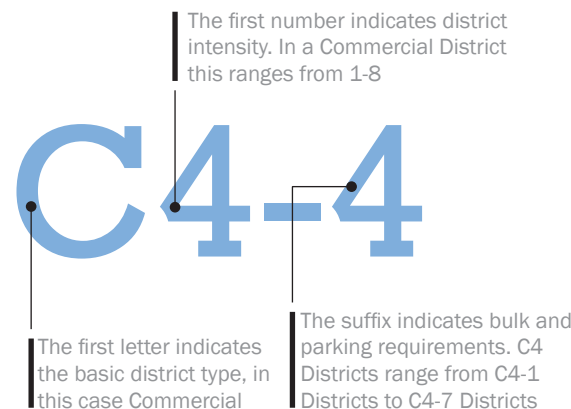 The first number indicates district
intensity. In a Commercial District
this ranges from 1-8
C4-4
The first letter indicates
the basic district type, in
this case Commercial
The suffix indicates bulk and
parking requirements. C4
Districts range from C4-1
Districts to C4-7 Districts